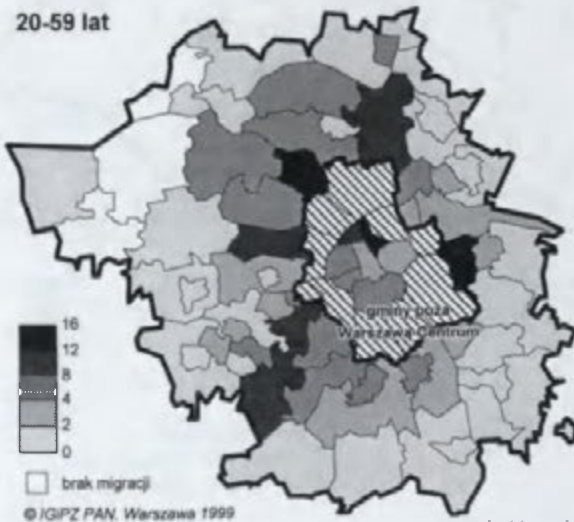 20-59 lat
gminy poza
Warszawa-Centrum
16
12
8
4
2
0
brak migracji
© IGiPZ PAN, Warszawa 1999